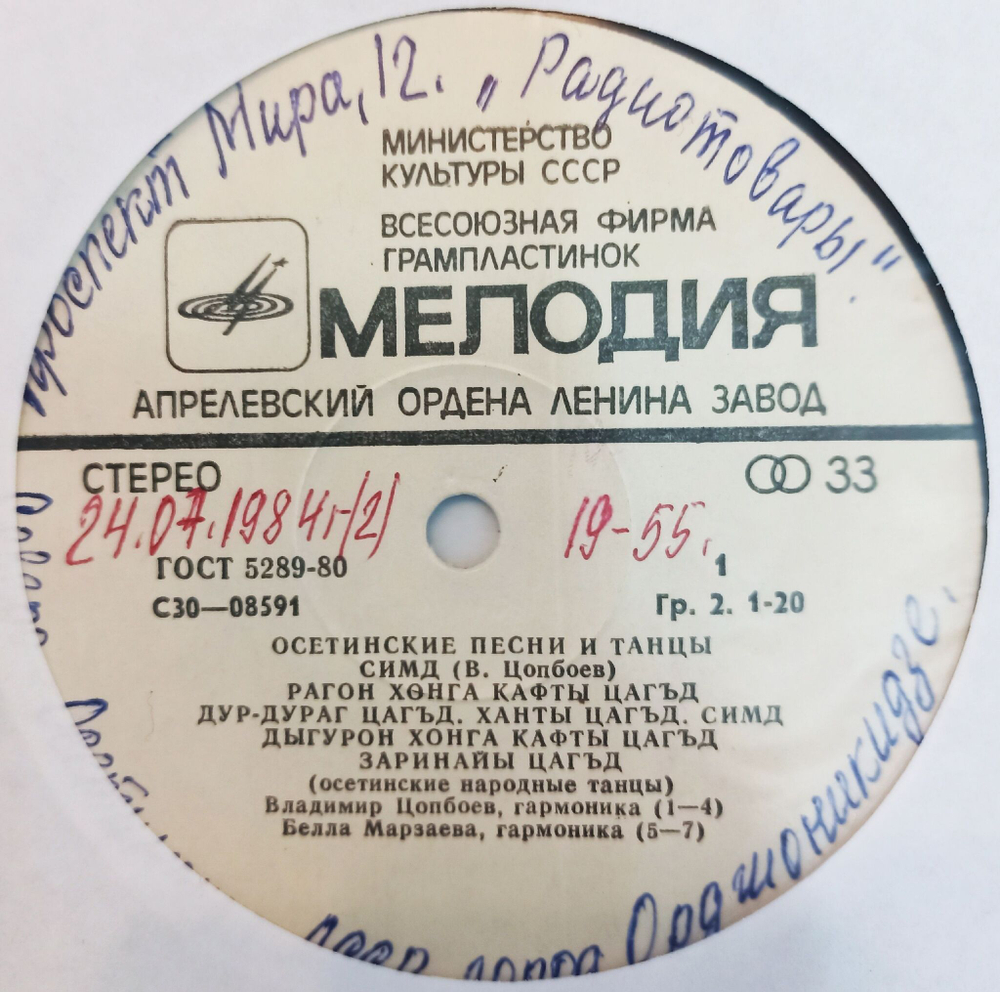 проспект Мира, 12. „Радиотовары“.
МИНИСТЕРСТВО
КУЛЬТУРЫ СССР
ВСЕСОЮЗНАЯ ФИРМА
ГРАМПЛАСТИНОК
МЕЛОДИЯ
АПРЕЛЕВСКИЙ ОРДЕНА ЛЕНИНА ЗАВОД
СТЕРЕО
33
24.07.1984г.(2)
19-55.
ГОСТ 5289-80
1
С30—08591
Гр. 2. 1-20
ОСЕТИНСКИЕ ПЕСНИ И ТАНЦЫ
СИМД (В. Цопбоев)
РАГОН ХОНГА КАФТЫ ЦАГЪД
ДУР-ДУРАГ ЦАГЪД. ХАНТЫ ЦАГЪД. СИМД
ДЫГУРОН ХОНГА КАФТЫ ЦАГЪД
ЗАРИНАЙЫ ЦАГЪД
(осетинские народные танцы)
Владимир Цопбоев, гармоника (1—4)
Белла Марзаева, гармоника (5—7)
АССР город Орджоникидзе.